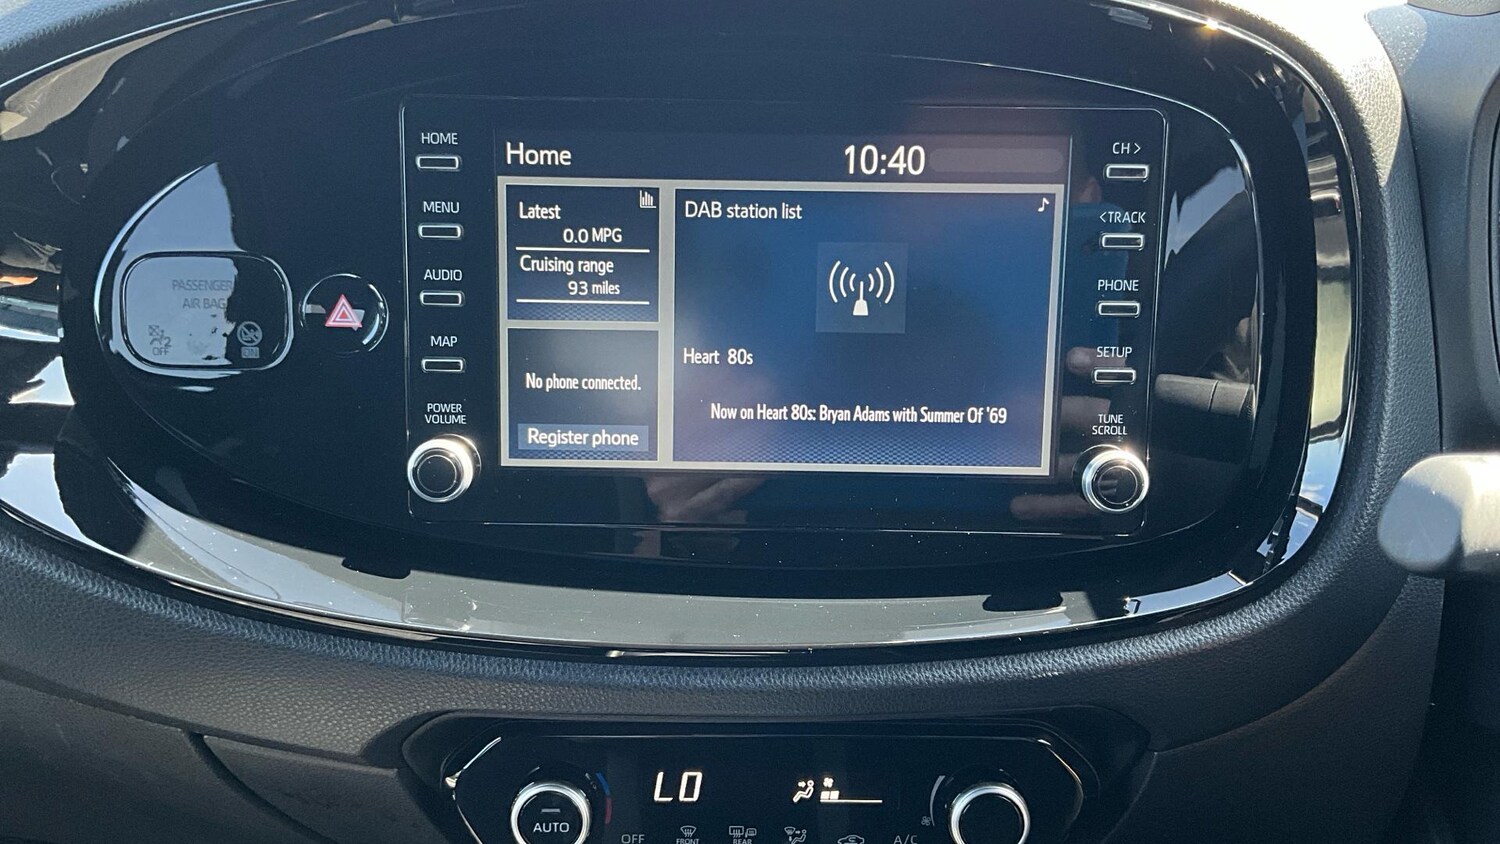 PASSENGER
AIR BAG
2
OFF
ON
HOME
MENU
AUDIO
MAP
POWER
VOLUME
Home
10:40
Latest
0.0 MPG
Cruising range
93 miles
No phone connected.
Register phone
DAB station list
Heart 80s
Now on Heart 80s: Bryan Adams with Summer Of '69
CH >
<TRACK
PHONE
SETUP
TUNE
SCROLL
AUTO
LO
OFF
FRONT
REAR
A/C